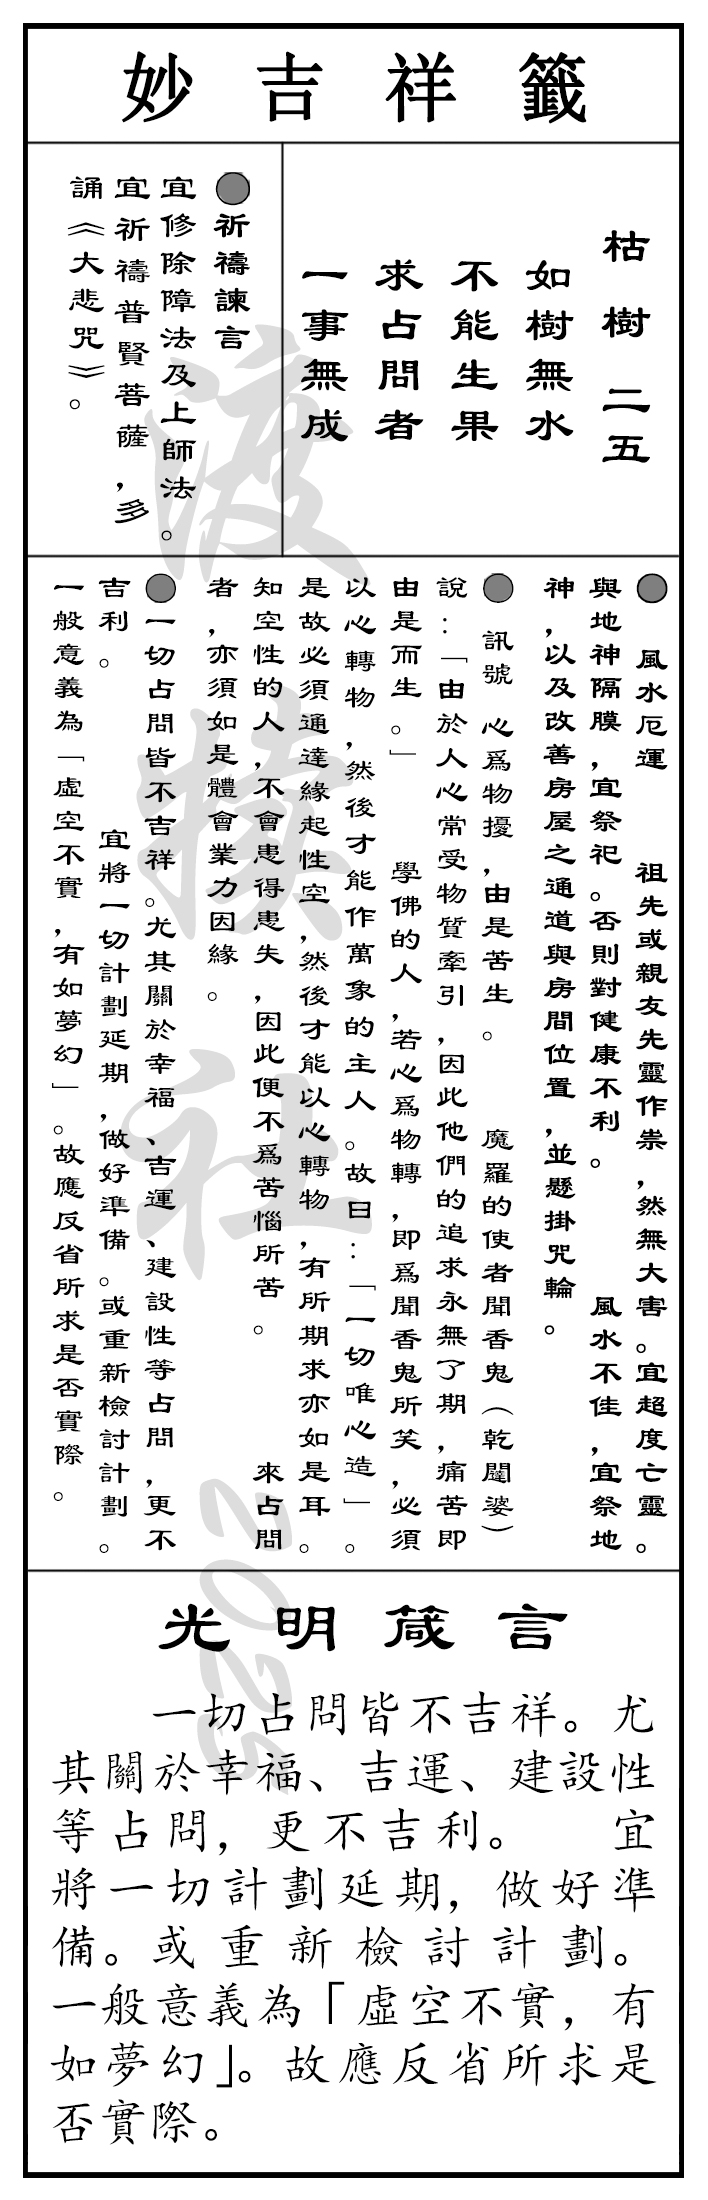 妙吉祥籤
枯樹二五
如樹無水
不能生果
求占問者
一事無成
●祈禱諫言
宜修除障法及上師法。
宜祈禱普賢菩薩,多
誦《大悲咒》。
●　風水厄運　祖先或親友先靈作祟,然無大害。宜超度亡靈。
與地神隔膜,宜祭祀。否則對健康不利。　風水不佳,宜祭地
神,以及改善房屋之通道與房間位置,並懸掛咒輪。
●　訊號　心爲物擾,由是苦生。　魔羅的使者聞香鬼(乾闥婆)
說:「由於人心常受物質牽引,因此他們的追求永無了期,痛苦即
由是而生。」　學佛的人,若心爲物轉,即爲聞香鬼所笑,必須
以心轉物,然後才能作萬象的主人。故曰:「一切唯心造」。
是故必須通達緣起性空,然後才能以心轉物,有所期求亦如是耳。
知空性的人,不會患得患失,因此便不爲苦惱所苦。　來占問
者,亦須如是體會業力因緣。
●一切占問皆不吉祥。尤其關於幸福、吉運、建設性等占問,更不
吉利。　宜將一切計劃延期,做好準備。或重新檢討計劃。
一般意義為「虛空不實,有如夢幻」。故應反省所求是否實際。
光明箴言
一切占問皆不吉祥。尤
其關於幸福、吉運、建設性
等占問,更不吉利。　宜
將一切計劃延期,做好準
備。或重新檢討計劃。
一般意義為「虛空不實,有
如夢幻」。故應反省所求是
否實際。
渡犢社2025